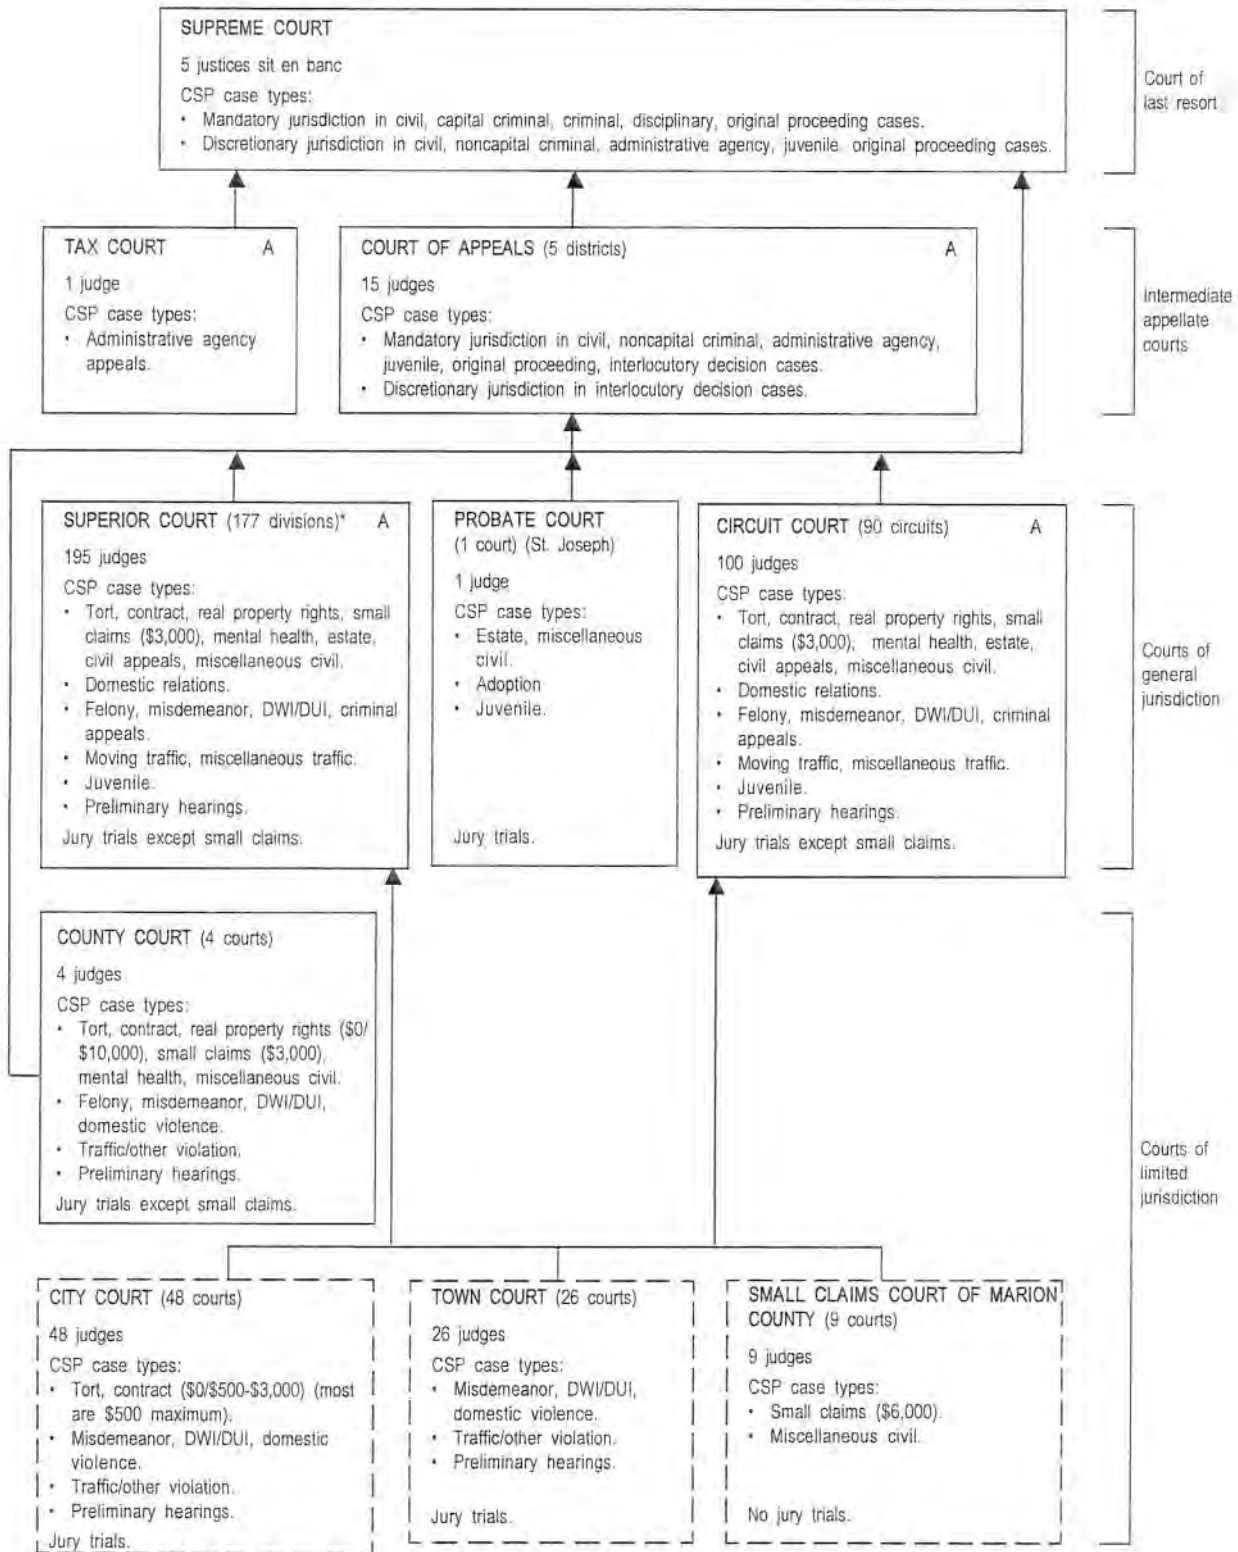 SUPREME COURT
5 justices sit en banc
CSP case types:
• Mandatory jurisdiction in civil, capital criminal, criminal, disciplinary, original proceeding cases.
• Discretionary jurisdiction in civil, noncapital criminal, administrative agency, juvenile, original proceeding cases.
Court of
last resort
TAX COURT A
1 judge
CSP case types:
• Administrative agency
appeals.
COURT OF APPEALS (5 districts) A
15 judges
CSP case types:
• Mandatory jurisdiction in civil, noncapital criminal, administrative agency,
juvenile, original proceeding, interlocutory decision cases.
• Discretionary jurisdiction in interlocutory decision cases.
Intermediate
appellate
courts
SUPERIOR COURT (177 divisions)* A
195 judges
CSP case types:
• Tort, contract, real property rights, small
claims ($3,000), mental health, estate,
civil appeals, miscellaneous civil.
• Domestic relations.
• Felony, misdemeanor, DWI/DUI, criminal
appeals.
• Moving traffic, miscellaneous traffic.
• Juvenile.
• Preliminary hearings.
Jury trials except small claims.
PROBATE COURT
(1 court) (St. Joseph)
1 judge
CSP case types:
• Estate, miscellaneous
civil.
• Adoption
• Juvenile.
Jury trials.
CIRCUIT COURT (90 circuits) A
100 judges
CSP case types:
• Tort, contract, real property rights, small
claims ($3,000), mental health, estate,
civil appeals, miscellaneous civil.
• Domestic relations.
• Felony, misdemeanor, DWI/DUI, criminal
appeals.
• Moving traffic, miscellaneous traffic.
• Juvenile.
• Preliminary hearings.
Jury trials except small claims.
Courts of
general
jurisdiction
COUNTY COURT (4 courts)
4 judges
CSP case types:
• Tort, contract, real property rights ($0/
$10,000), small claims ($3,000),
mental health, miscellaneous civil.
• Felony, misdemeanor, DWI/DUI,
domestic violence.
• Traffic/other violation.
• Preliminary hearings.
Jury trials except small claims.
Courts of
limited
jurisdiction
CITY COURT (48 courts)
48 judges
CSP case types:
• Tort, contract ($0/$500-$3,000) (most
are $500 maximum).
• Misdemeanor, DWI/DUI, domestic
violence.
• Traffic/other violation.
• Preliminary hearings.
Jury trials.
TOWN COURT (26 courts)
26 judges
CSP case types:
• Misdemeanor, DWI/DUI,
domestic violence.
• Traffic/other violation.
• Preliminary hearings.
Jury trials.
SMALL CLAIMS COURT OF MARION
COUNTY (9 courts)
9 judges
CSP case types:
• Small claims ($6,000).
• Miscellaneous civil.
No jury trials.